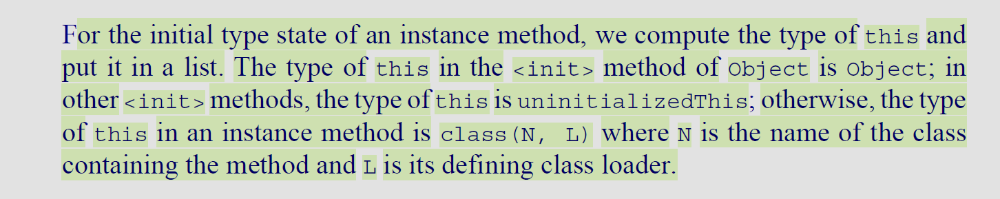 For the initial type state of an instance method, we compute the type of this and
put it in a list. The type of this in the <init> method of Object is Object; in
other <init> methods, the type of this is uninitializedThis; otherwise, the type
of this in an instance method is class(N, L) where N is the name of the class
containing the method and L is its defining class loader.